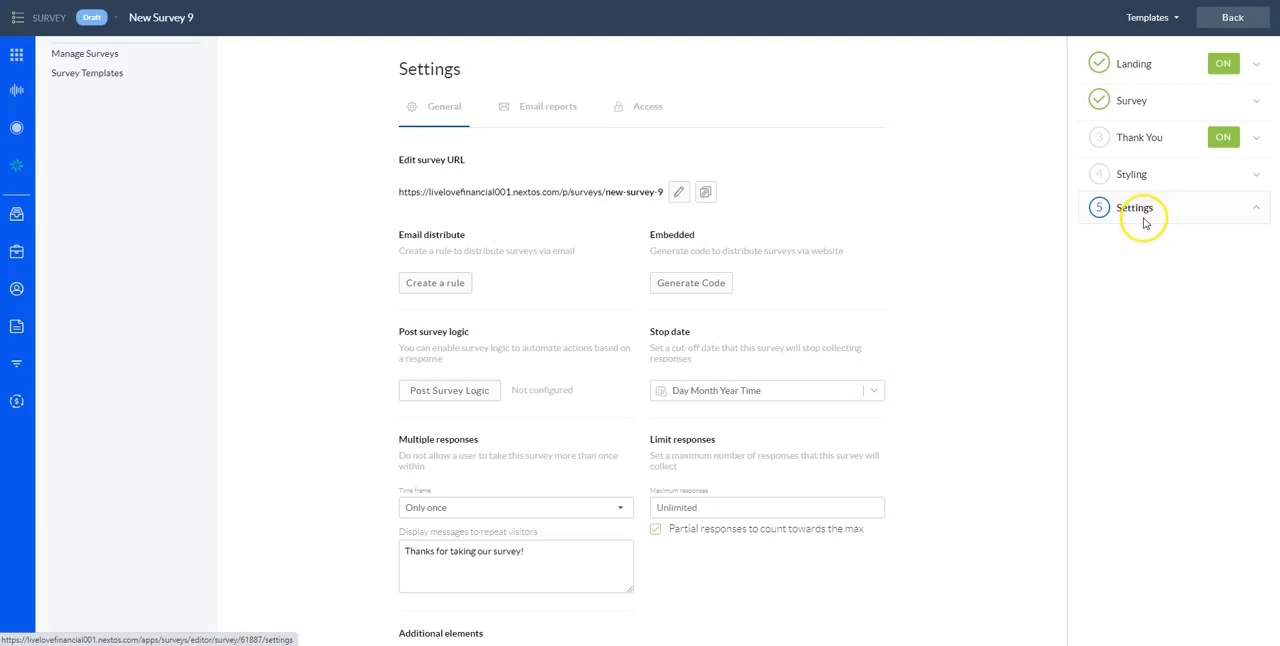 SURVEY Draft New Survey 9 Templates Back
Manage Surveys
Survey Templates
Settings
General Email reports Access
Edit survey URL
https://livelovefinancial001.nextos.com/p/surveys/new-survey-9
Email distribute
Create a rule to distribute surveys via email
Create a rule
Embedded
Generate code to distribute surveys via website
Generate Code
Post survey logic
You can enable survey logic to automate actions based on
a response
Post Survey Logic Not configured
Stop date
Set a cut-off date that this survey will stop collecting
responses
Day Month Year Time
Multiple responses
Do not allow a user to take this survey more than once
within
Time frame
Only once
Display messages to repeat visitors
Thanks for taking our survey!
Limit responses
Set a maximum number of responses that this survey will
collect
Maximum responses
Unlimited
Partial responses to count towards the max
Additional elements
Landing ON
Survey
3 Thank You ON
4 Styling
5 Settings
https://livelovefinancial001.nextos.com/apps/surveys/editor/survey/61887/settings